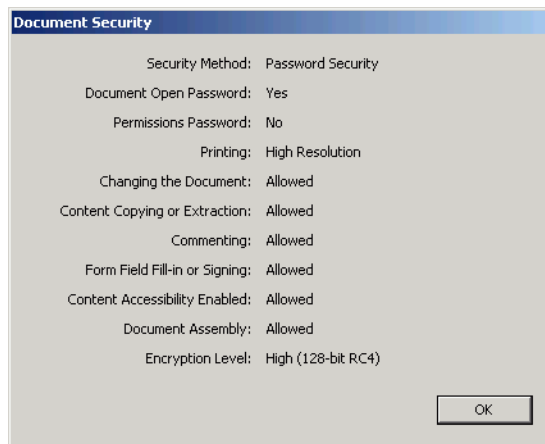 Document Security
Security Method: Password Security
Document Open Password: Yes
Permissions Password: No
Printing: High Resolution
Changing the Document: Allowed
Content Copying or Extraction: Allowed
Commenting: Allowed
Form Field Fill-in or Signing: Allowed
Content Accessibility Enabled: Allowed
Document Assembly: Allowed
Encryption Level: High (128-bit RC4)
OK